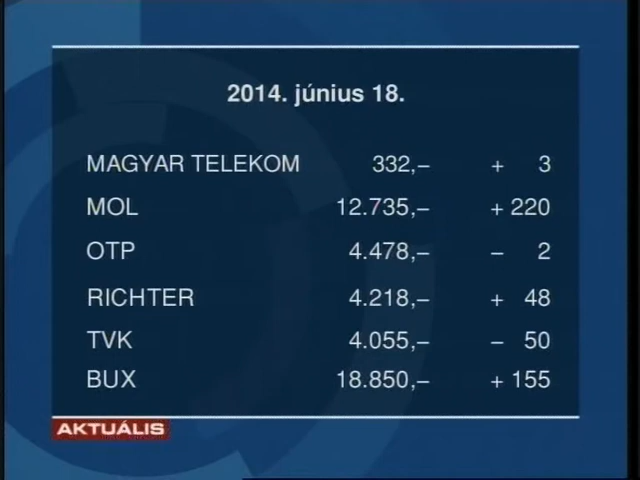 2014. június 18.
MAGYAR TELEKOM 332,– + 3
MOL 12.735,– + 220
OTP 4.478,– – 2
RICHTER 4.218,– + 48
TVK 4.055,– – 50
BUX 18.850,– + 155
AKTUÁLIS